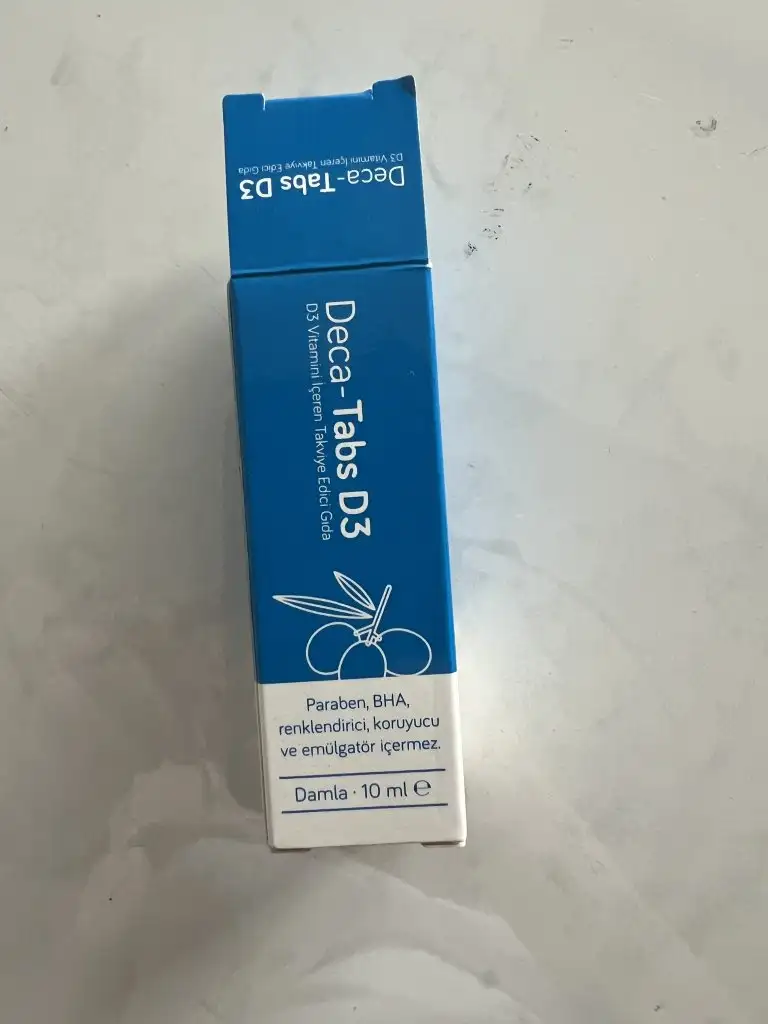 Deca-Tabs D3
D3 Vitamini İçeren Takviye Edici Gıda
Deca-Tabs D3
D3 Vitamini İçeren Takviye Edici Gıda
Paraben, BHA,
renklendirici, koruyucu
ve emülgatör içermez.
Damla · 10 ml ℮